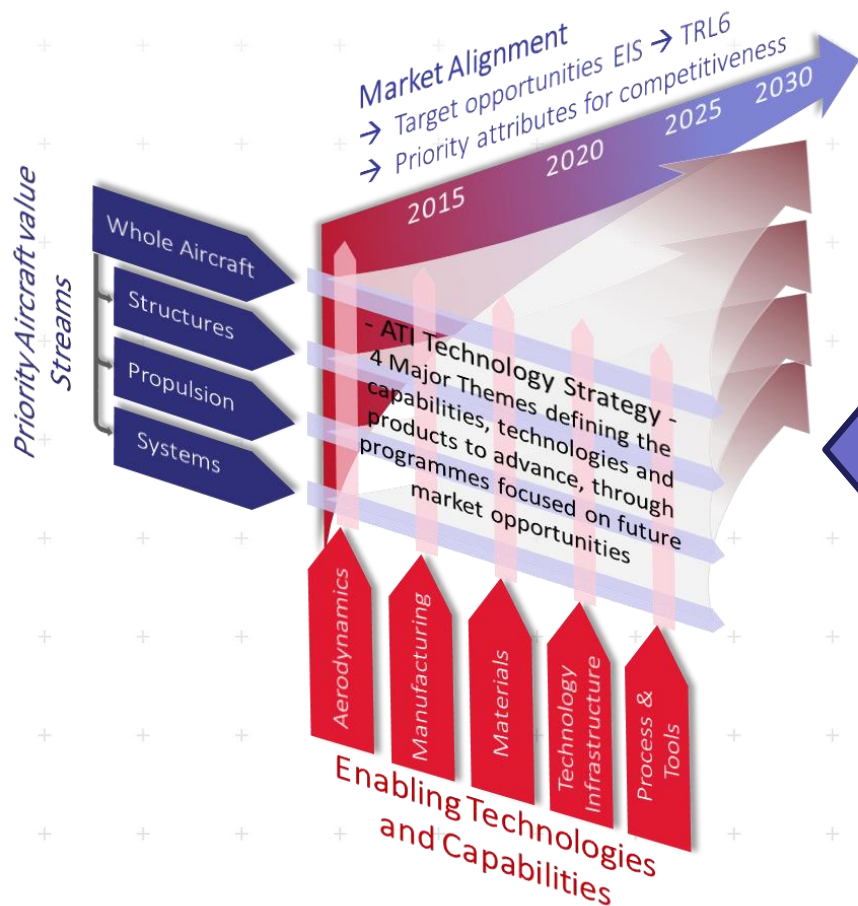 Market Alignment
→ Target opportunities EIS → TRL6
→ Priority attributes for competitiveness
2015
2020
2025
2030
Priority Aircraft value
Streams
Whole Aircraft
Structures
Propulsion
Systems
- ATI Technology Strategy -
4 Major Themes defining the
capabilities, technologies and
products to advance, through
programmes focused on future
market opportunities
Aerodynamics
Manufacturing
Materials
Technology
Infrastructure
Process &
Tools
Enabling Technologies
and Capabilities